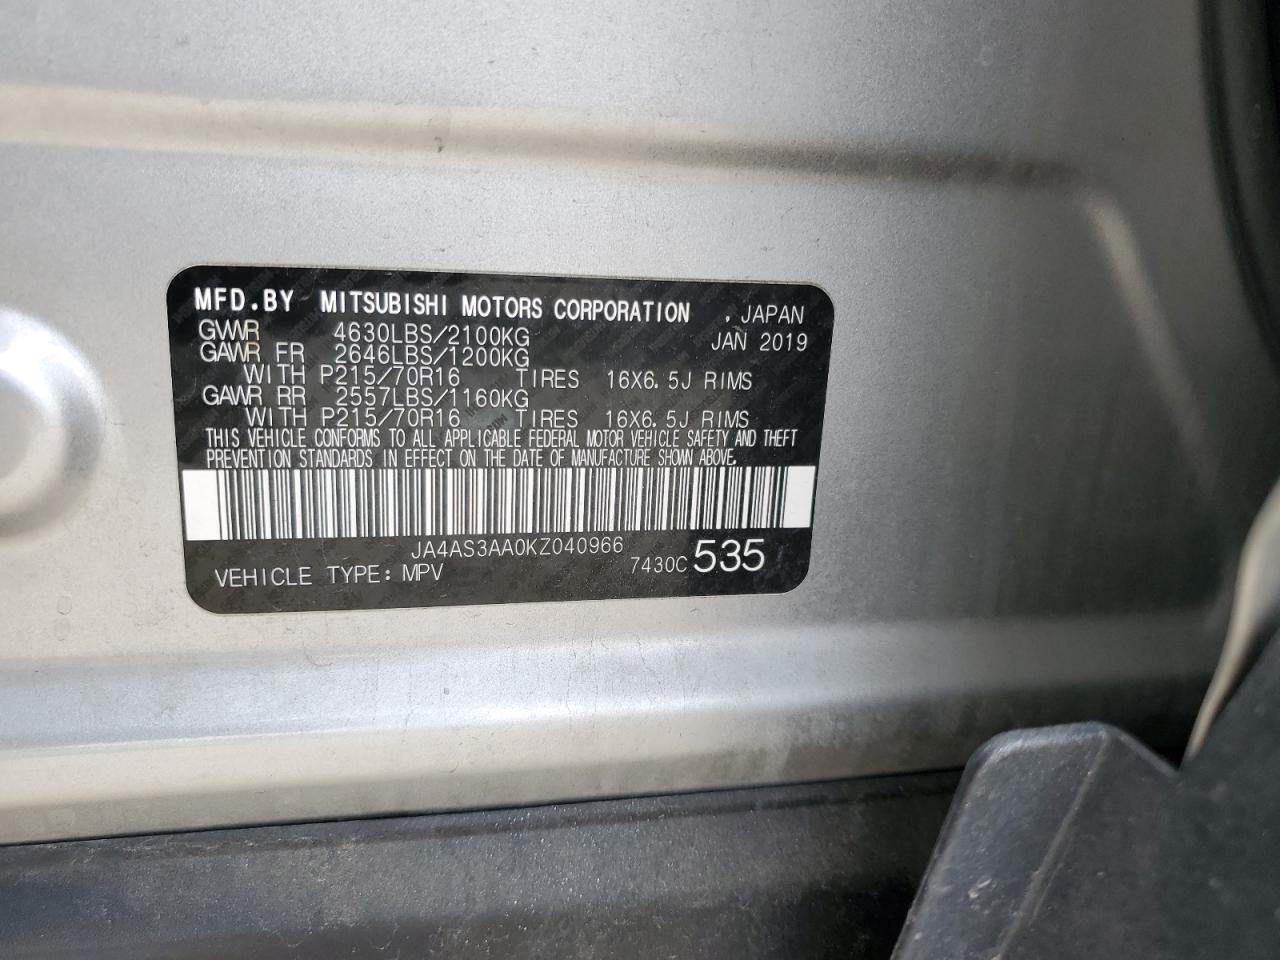 MFD.BY MITSUBISHI MOTORS CORPORATION , JAPAN
GWWR 4630LBS/2100KG JAN 2019
GAWR FR 2646LBS/1200KG
WITH P215/70R16 TIRES 16X6.5J RIMS
GAWR RR 2557LBS/1160KG
WITH P215/70R16 TIRES 16X6.5J RIMS
THIS VEHICLE CONFORMS TO ALL APPLICABLE FEDERAL MOTOR VEHICLE SAFETY AND THEFT
PREVENTION STANDARDS IN EFFECT ON THE DATE OF MANUFACTURE SHOWN ABOVE.
JA4AS3AA0KZ040966
VEHICLE TYPE: MPV 7430C 535